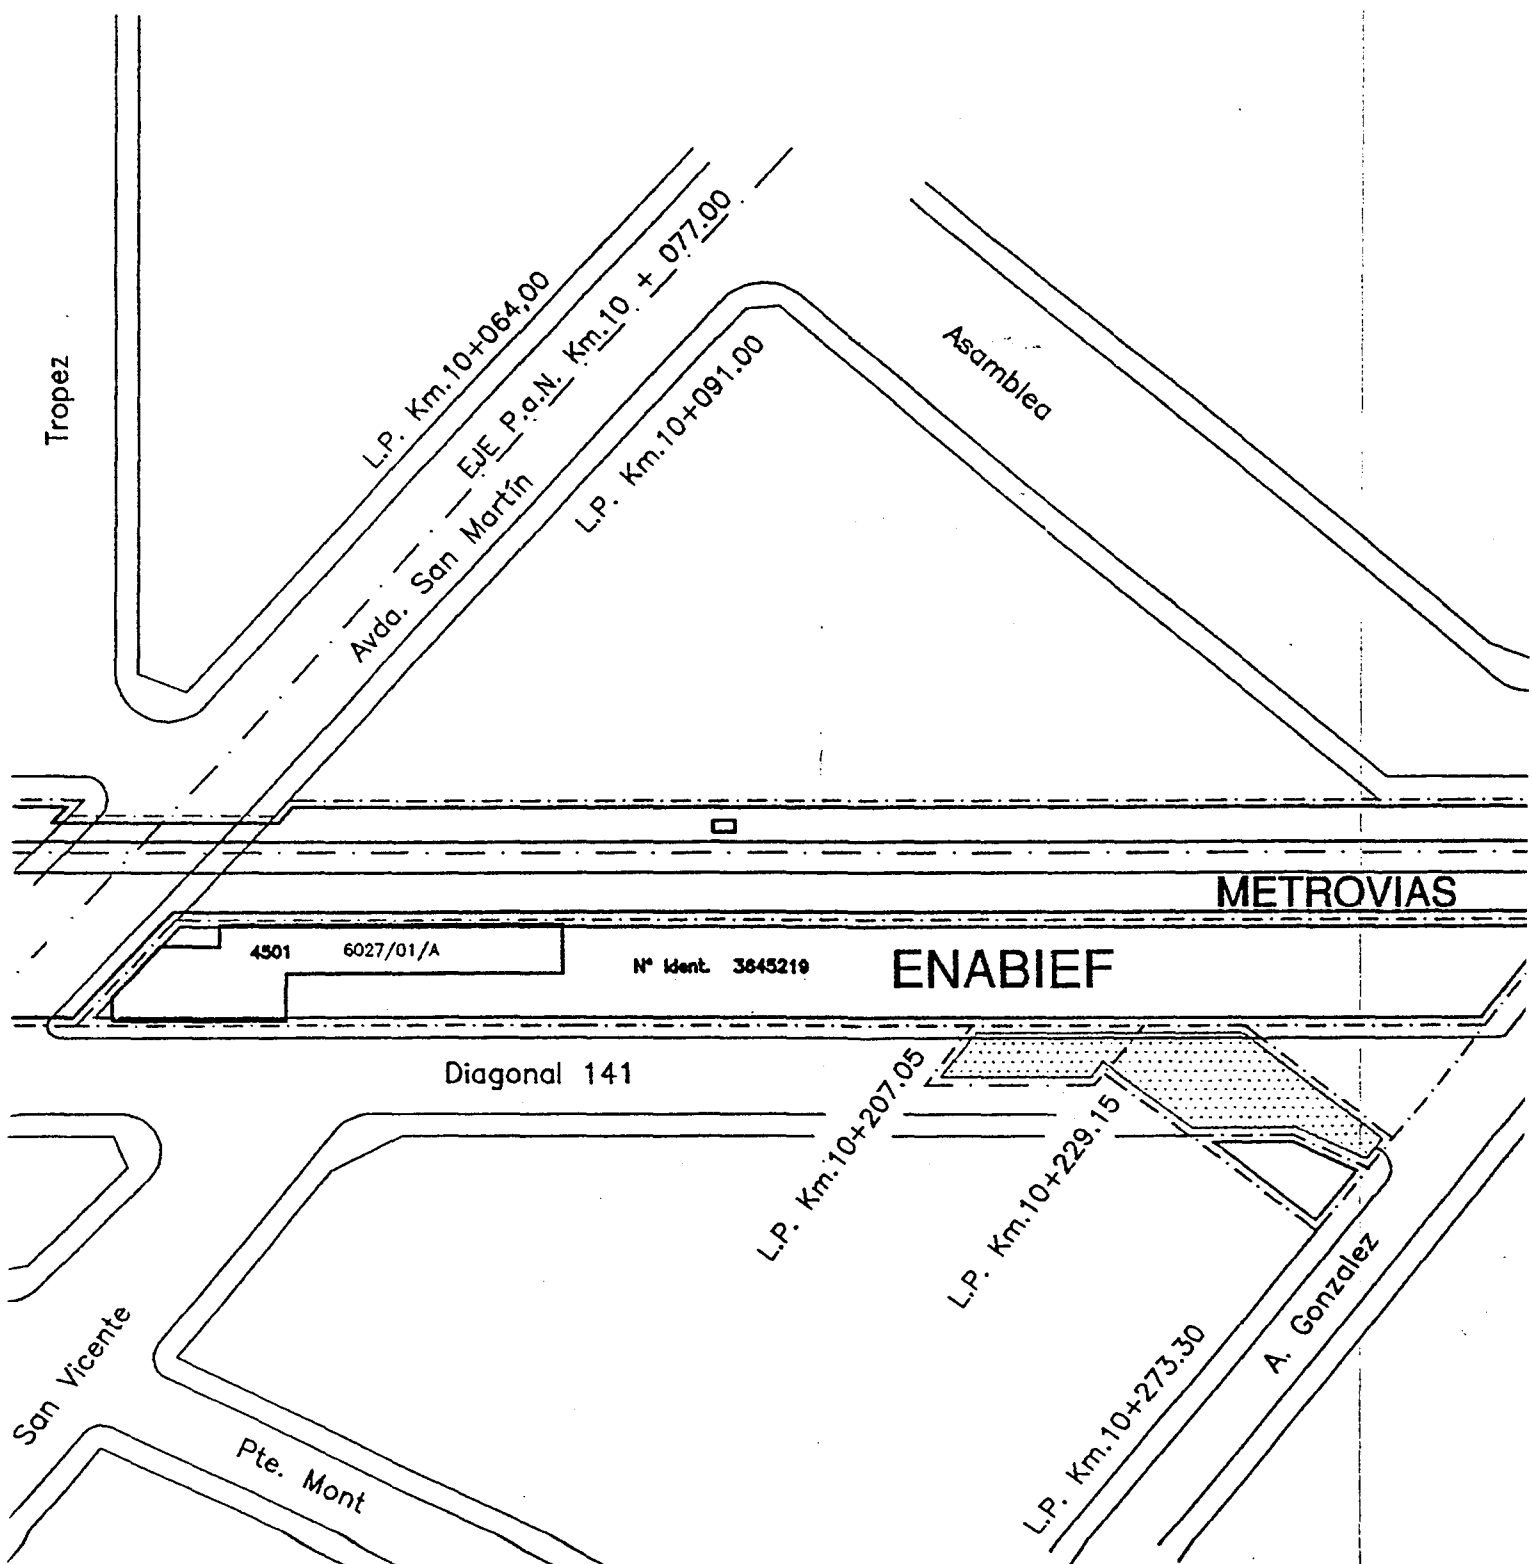 Tropez
L.P. Km.10+064,00
EJE P.a.N. Km.10 + 077.00
Avda. San Martín
L.P. Km.10+091.00
Asamblea
METROVIAS
4501 6027/01/A
N° ident. 3645219
ENABIEF
Diagonal 141
L.P. Km.10+207.05
L.P. Km.10+229.15
L.P. Km.10+273.30
A. Gonzalez
San Vicente
Pte. Mont